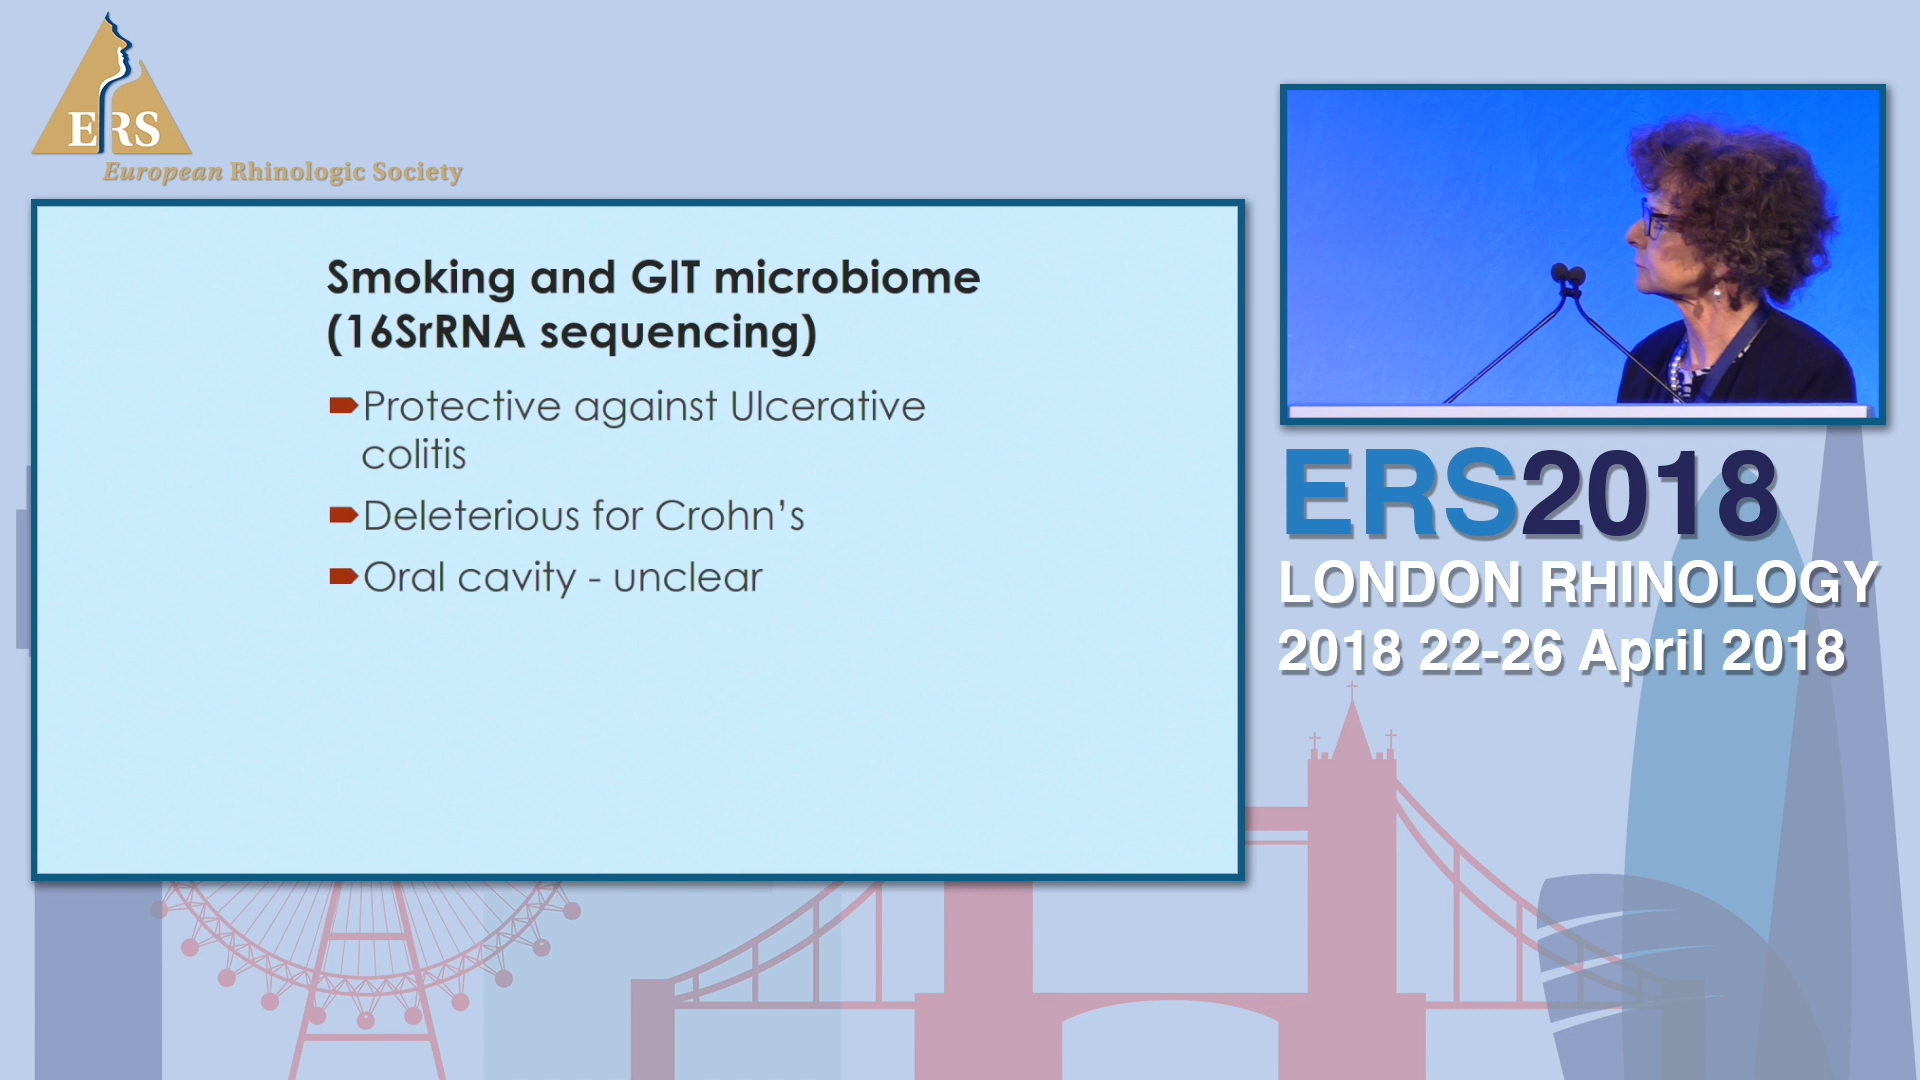 ERS
European Rhinologic Society
Smoking and GIT microbiome
(16SrRNA sequencing)
Protective against Ulcerative
colitis
Deleterious for Crohn's
Oral cavity - unclear
ERS2018
LONDON RHINOLOGY
2018 22-26 April 2018